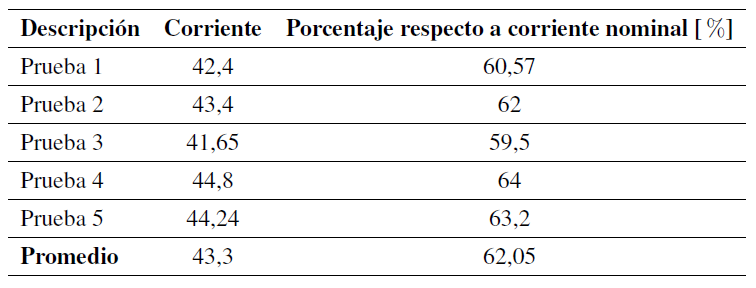 Descripción Corriente Porcentaje respecto a corriente nominal [ %]
Prueba 1 42,4 60,57
Prueba 2 43,4 62
Prueba 3 41,65 59,5
Prueba 4 44,8 64
Prueba 5 44,24 63,2
Promedio 43,3 62,05